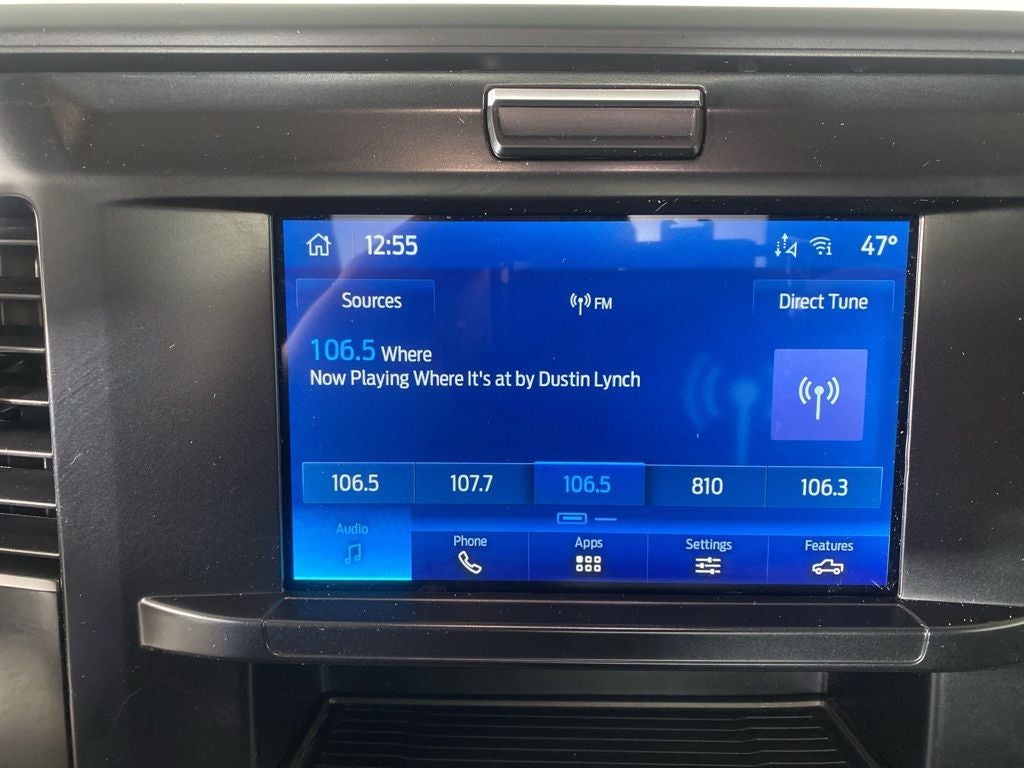 12:55 47°
Sources FM Direct Tune
106.5 Where
Now Playing Where It's at by Dustin Lynch
106.5 107.7 106.5 810 106.3
Audio Phone Apps Settings Features